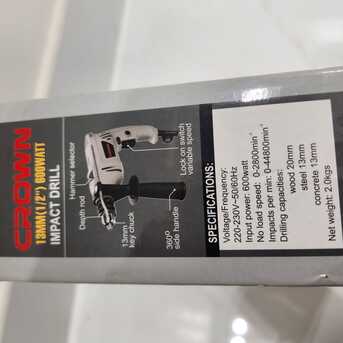 CROWN
13MM(1/2") 600WATT
IMPACT DRILL
Hammer selector
Depth rod
13mm
key chuck
360°
side handle
Lock on switch
variable speed
SPECIFICATIONS:
Voltage/Frequency:
220-230V~50/60Hz
Input power: 600watt
No load speed: 0-2800min⁻
Impacts per min: 0-44800min⁻
Drilling capacities:
wood 20mm
steel 13mm
concrete 13mm
Net weight: 2.0kgs